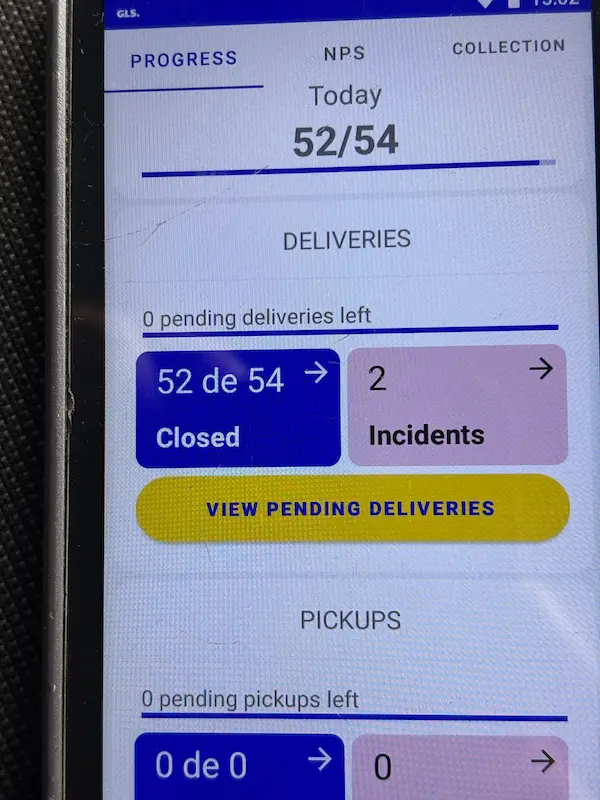 GLS.
PROGRESS
NPS
COLLECTION
Today
52/54
DELIVERIES
0 pending deliveries left
52 de 54
Closed
2
Incidents
VIEW PENDING DELIVERIES
PICKUPS
0 pending pickups left
0 de 0
0